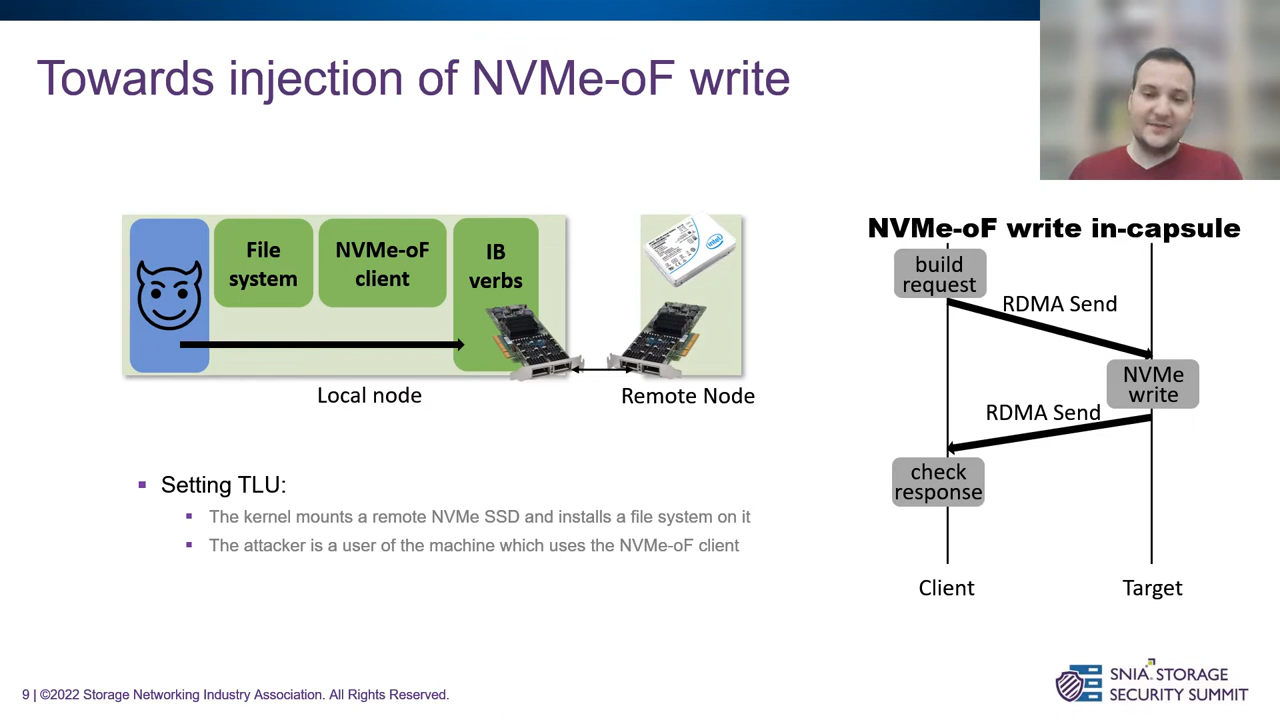 Towards injection of NVMe-oF write
File
system
NVMe-oF
client
IB
verbs
intel
Local node
Remote Node
Setting TLU:
The kernel mounts a remote NVMe SSD and installs a file system on it
The attacker is a user of the machine which uses the NVMe-oF client
NVMe-oF write in-capsule
build
request
RDMA Send
NVMe
write
RDMA Send
check
response
Client
Target
9 | ©2022 Storage Networking Industry Association. All Rights Reserved.
SNIA. STORAGE
SECURITY SUMMIT